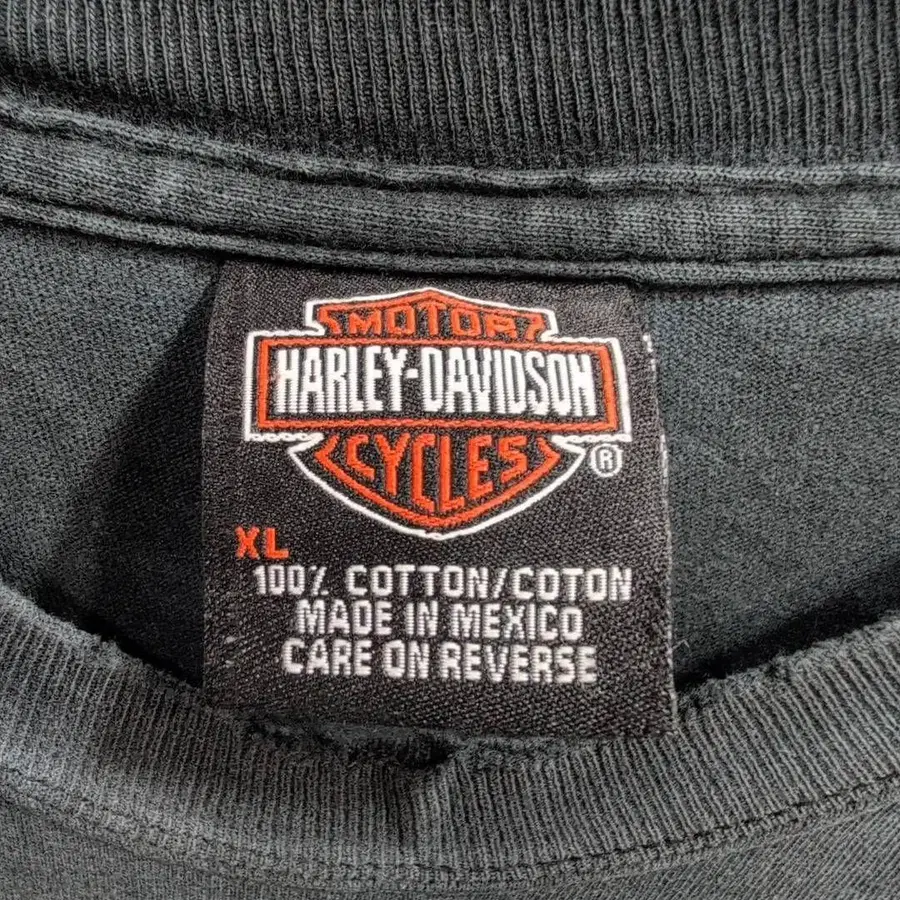 MOTOR
HARLEY-DAVIDSON
CYCLES
®
XL
100% COTTON/COTON
MADE IN MEXICO
CARE ON REVERSE